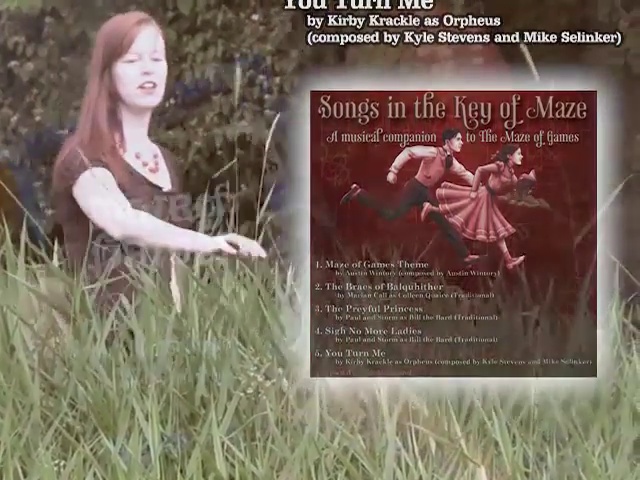 You Turn Me
by Kirby Krackle as Orpheus
(composed by Kyle Stevens and Mike Selinker)
Songs in the Key of Maze
A musical companion to The Maze of Games
1. Maze of Games Theme
by Austin Wintory (composed by Austin Wintory)
2. The Braes of Balquhither
by Marian Call as Colleen Quaice (Traditional)
3. The Preyful Princess
by Paul and Storm as Bill the Bard (Traditional)
4. Sigh No More Ladies
by Paul and Storm as Bill the Bard (Traditional)
5. You Turn Me
by Kirby Krackle as Orpheus (composed by Kyle Stevens and Mike Selinker)